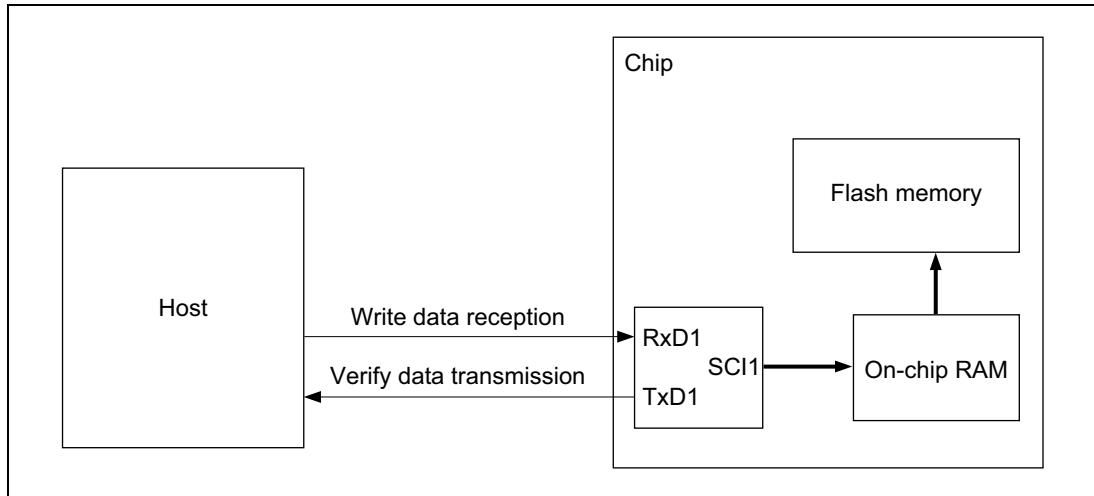 Chip
Flash memory
Host
Write data reception
RxD1
SCI1
On-chip RAM
Verify data transmission
TxD1